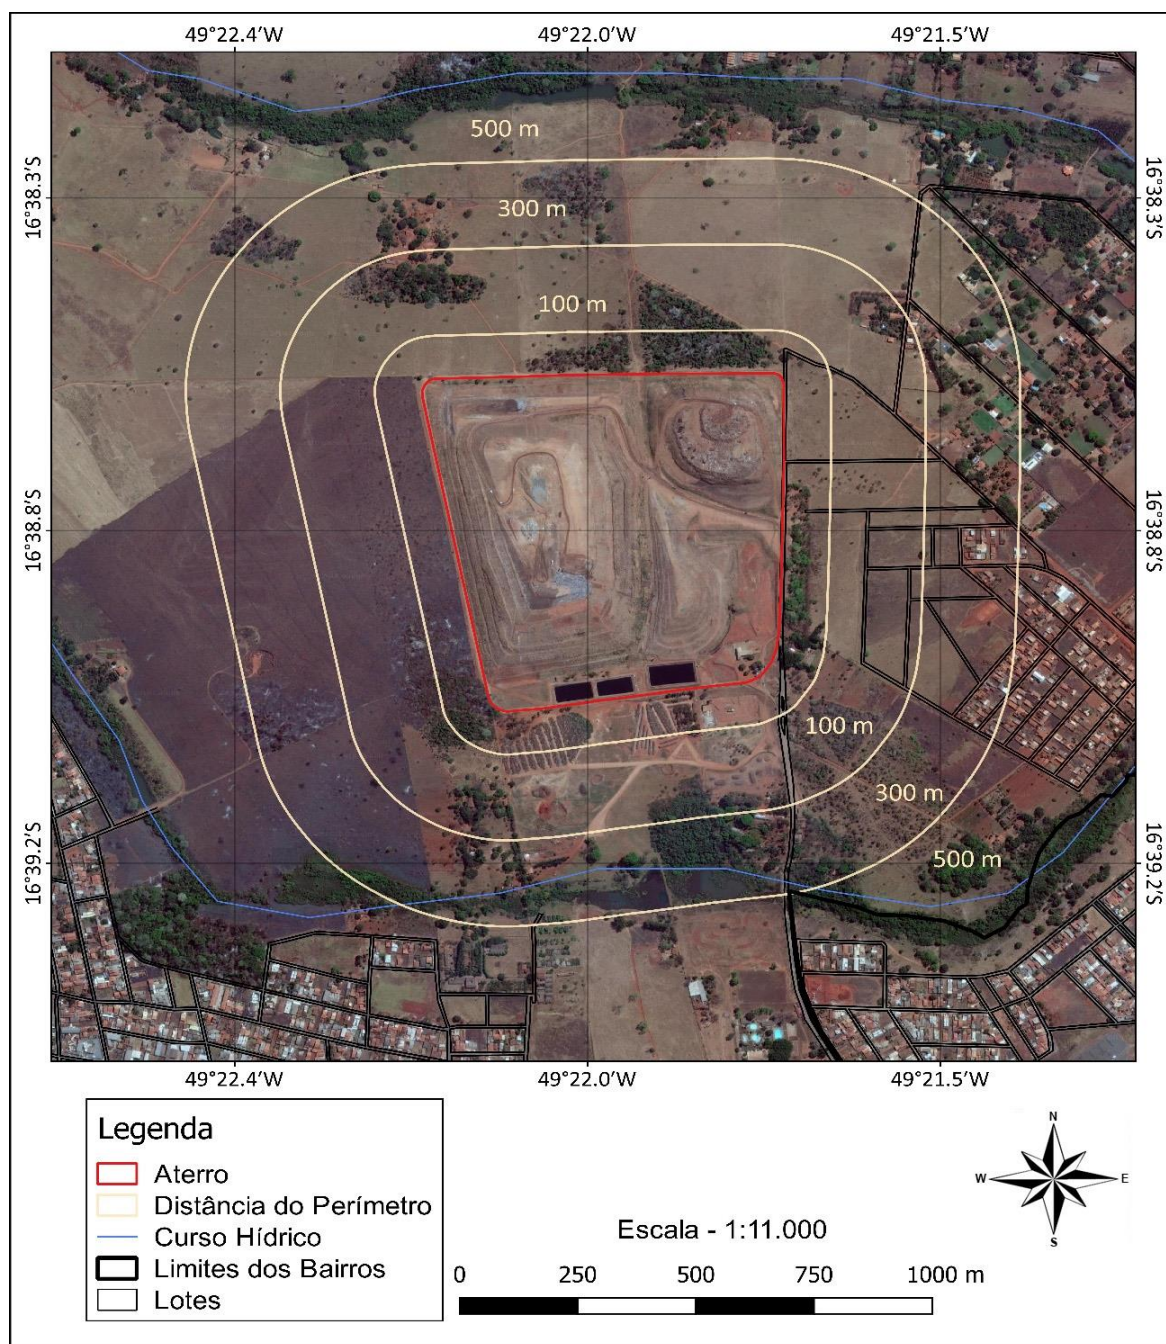 49°22.4'W 49°22.0'W 49°21.5'W
500 m
16°38.3'S 16°38.3'S
300 m
100 m
16°38.8'S 16°38.8'S
100 m
300 m
500 m
16°39.2'S 16°39.2'S
49°22.4'W 49°22.0'W 49°21.5'W
Legenda
Aterro
Distância do Perímetro
Curso Hídrico
Limites dos Bairros
Lotes
Escala - 1:11.000
0 250 500 750 1000 m
N
W E
S